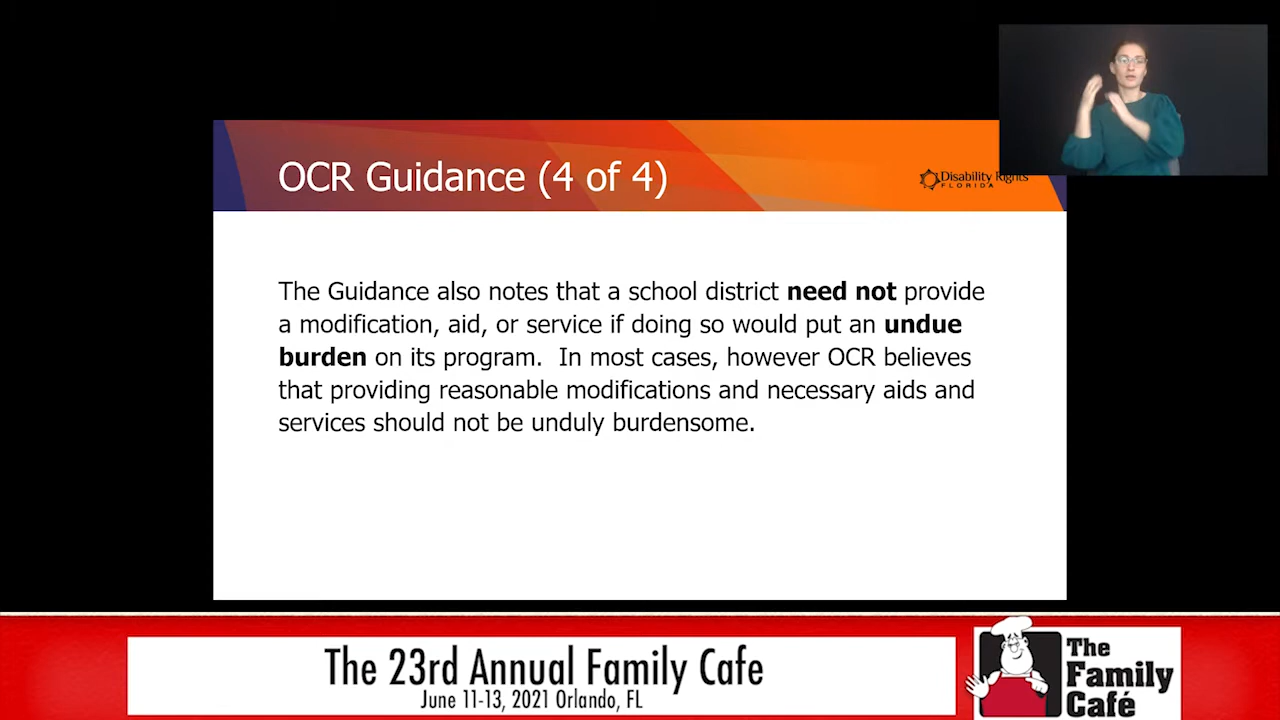 OCR Guidance (4 of 4)
Disability Rights
FLORIDA
The Guidance also notes that a school district need not provide
a modification, aid, or service if doing so would put an undue
burden on its program.  In most cases, however OCR believes
that providing reasonable modifications and necessary aids and
services should not be unduly burdensome.
The 23rd Annual Family Cafe
June 11-13, 2021 Orlando, FL
The
Family
Café